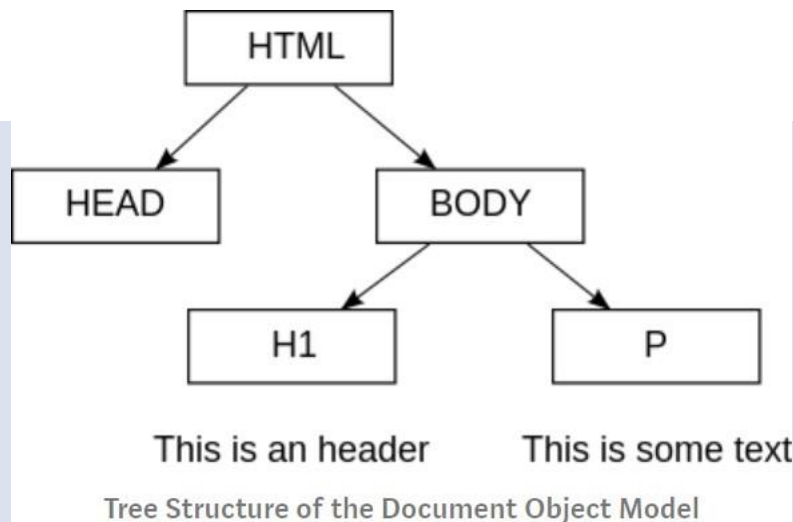 HTML
HEAD
BODY
H1
P
This is an header
This is some text
Tree Structure of the Document Object Model